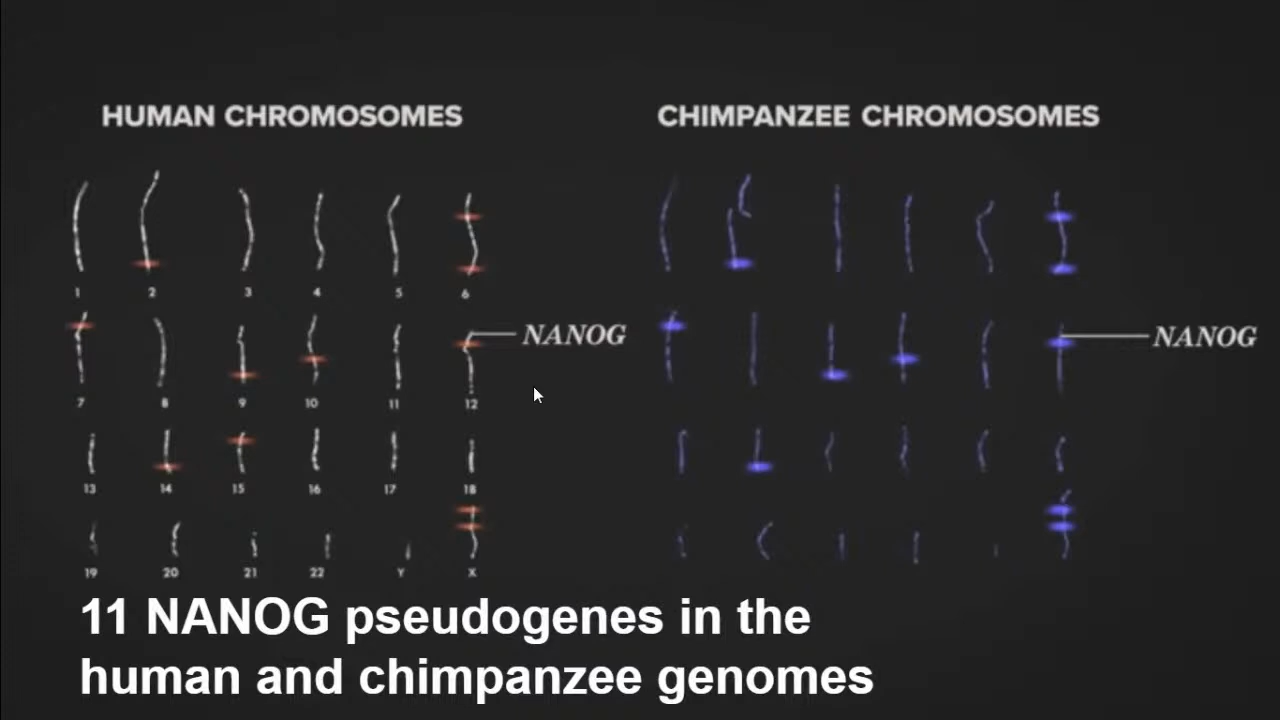 HUMAN CHROMOSOMES CHIMPANZEE CHROMOSOMES
1 2 3 4 5 6
NANOG NANOG
7 8 9 10 11 12
13 14 15 16 17 18
19 20 21 22 Y X
11 NANOG pseudogenes in the
human and chimpanzee genomes